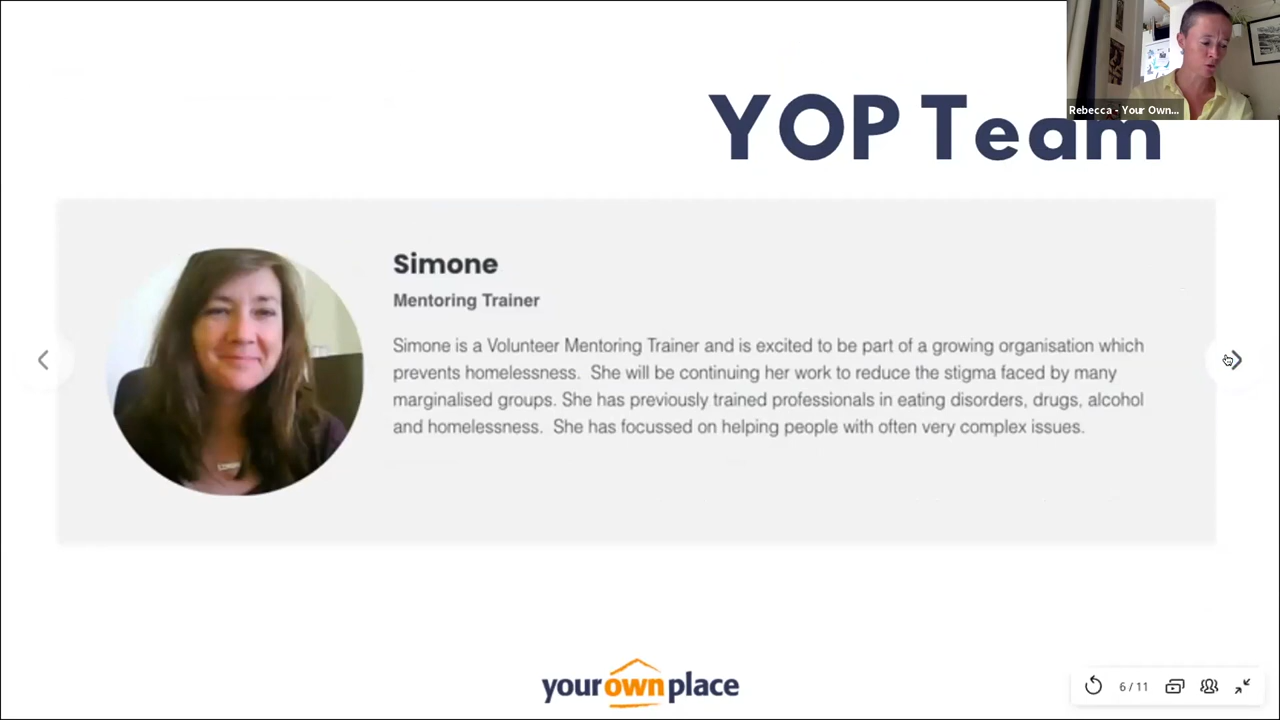 Rebecca - Your Own...
YOP Team
Simone
Mentoring Trainer
Simone is a Volunteer Mentoring Trainer and is excited to be part of a growing organisation which
prevents homelessness.  She will be continuing her work to reduce the stigma faced by many
marginalised groups. She has previously trained professionals in eating disorders, drugs, alcohol
and homelessness.  She has focussed on helping people with often very complex issues.
yourownplace
6 / 11